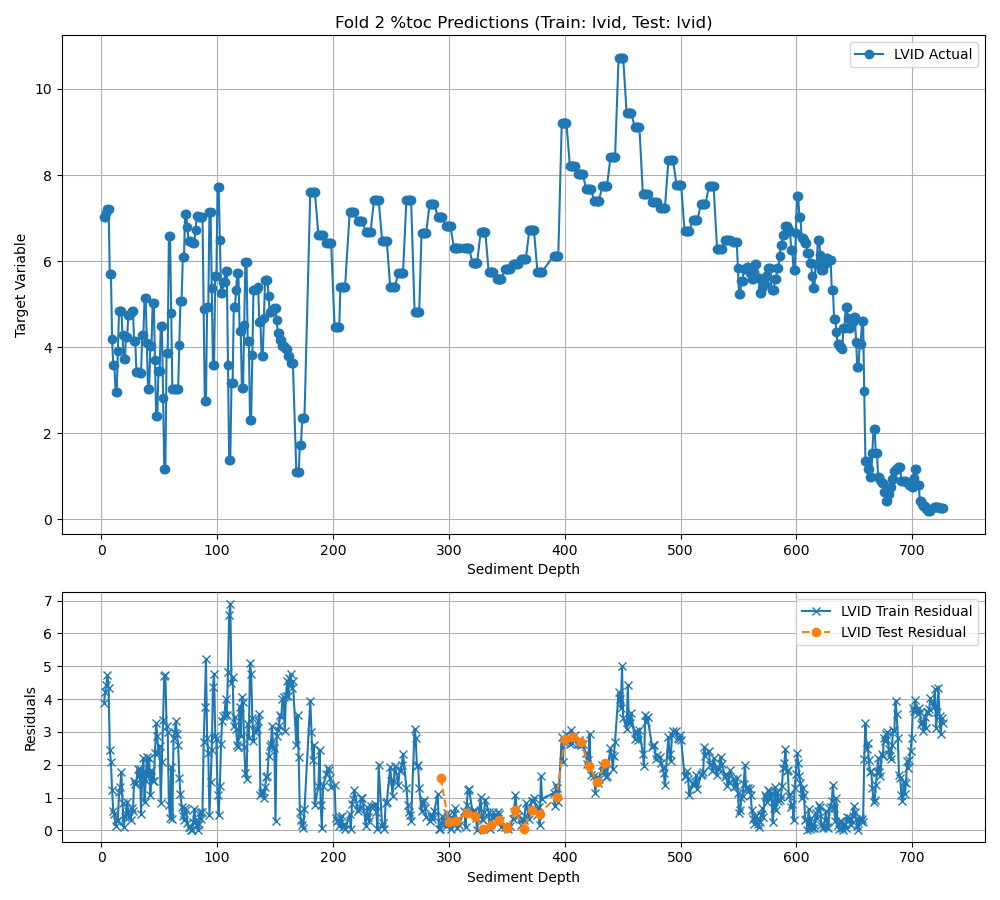 Fold 2 %toc Predictions (Train: lvid, Test: lvid)
LVID Actual
Target Variable
10
8
6
4
2
0
0 100 200 300 400 500 600 700
Sediment Depth
LVID Train Residual
LVID Test Residual
Residuals
7
6
5
4
3
2
1
0
0 100 200 300 400 500 600 700
Sediment Depth